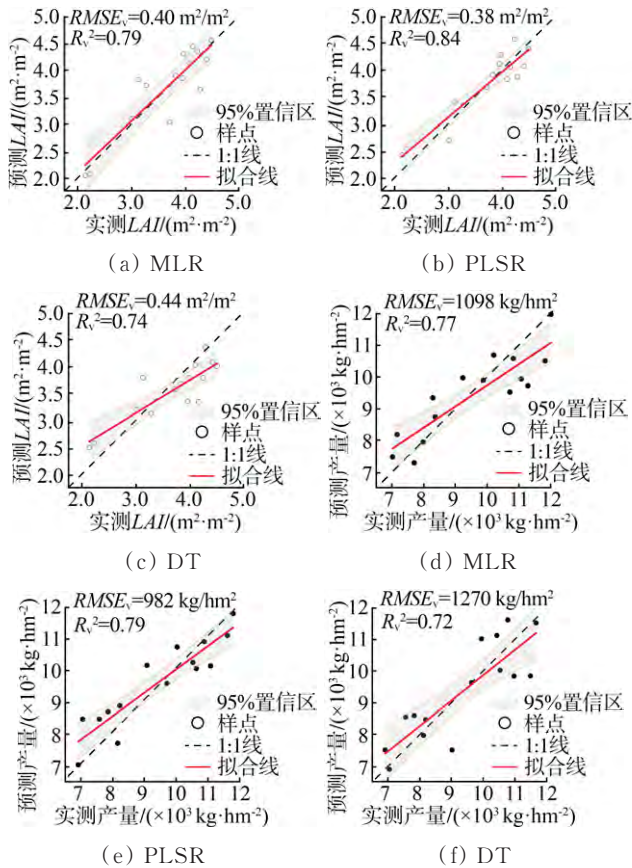 RMSEv=0.40 m²/m²
Rv²=0.79
预测LAI/(m²·m⁻²)
5.0
4.5
4.0
3.5
3.0
2.5
2.0
95%置信区
样点
1:1线
拟合线
2.0 3.0 4.0 5.0
实测LAI/(m²·m⁻²)
(a) MLR
RMSEv=0.38 m²/m²
Rv²=0.84
预测LAI/(m²·m⁻²)
5.0
4.5
4.0
3.5
3.0
2.5
2.0
95%置信区
样点
1:1线
拟合线
2.0 3.0 4.0 5.0
实测LAI/(m²·m⁻²)
(b) PLSR
RMSEv=0.44 m²/m²
Rv²=0.74
预测LAI/(m²·m⁻²)
5.0
4.5
4.0
3.5
3.0
2.5
2.0
95%置信区
样点
1:1线
拟合线
2.0 3.0 4.0 5.0
实测LAI/(m²·m⁻²)
(c) DT
RMSEv=1098 kg/hm²
Rv²=0.77
预测产量/(×10³ kg·hm⁻²)
12
11
10
9
8
7
95%置信区
样点
1:1线
拟合线
7 8 9 10 11 12
实测产量/(×10³ kg·hm⁻²)
(d) MLR
RMSEv=982 kg/hm²
Rv²=0.79
预测产量/(×10³ kg·hm⁻²)
12
11
10
9
8
7
95%置信区
样点
1:1线
拟合线
7 8 9 10 11 12
实测产量/(×10³ kg·hm⁻²)
(e) PLSR
RMSEv=1270 kg/hm²
Rv²=0.72
预测产量/(×10³ kg·hm⁻²)
12
11
10
9
8
7
95%置信区
样点
1:1线
拟合线
7 8 9 10 11 12
实测产量/(×10³ kg·hm⁻²)
(f) DT